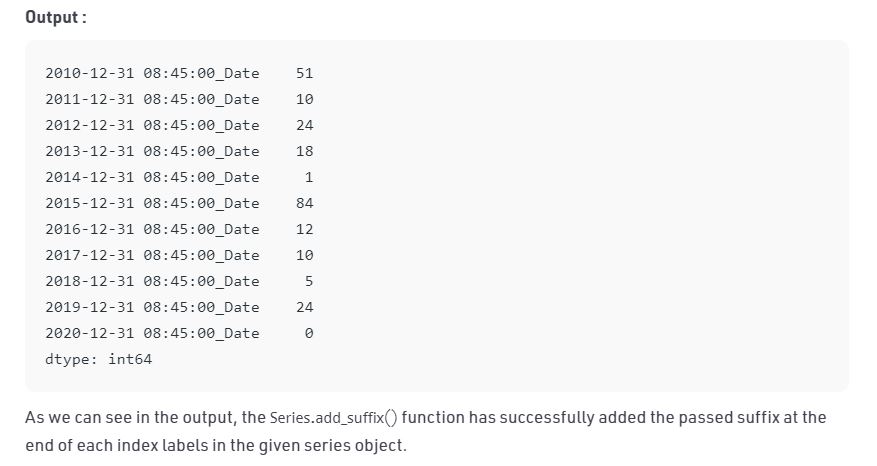 Output :
2010-12-31 08:45:00_Date    51
2011-12-31 08:45:00_Date    10
2012-12-31 08:45:00_Date    24
2013-12-31 08:45:00_Date    18
2014-12-31 08:45:00_Date     1
2015-12-31 08:45:00_Date    84
2016-12-31 08:45:00_Date    12
2017-12-31 08:45:00_Date    10
2018-12-31 08:45:00_Date     5
2019-12-31 08:45:00_Date    24
2020-12-31 08:45:00_Date     0
dtype: int64
As we can see in the output, the Series.add_suffix() function has successfully added the passed suffix at the
end of each index labels in the given series object.